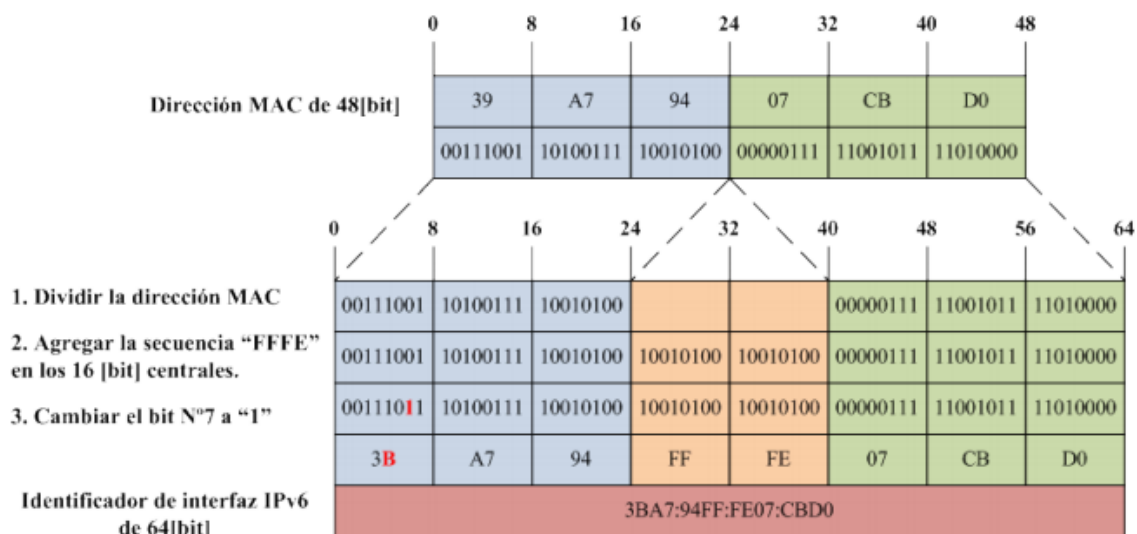 0 8 16 24 32 40 48
Dirección MAC de 48[bit]
39 A7 94 07 CB D0
00111001 10100111 10010100 00000111 11001011 11010000
0 8 16 24 32 40 48 56 64
1. Dividir la dirección MAC
00111001 10100111 10010100 00000111 11001011 11010000
2. Agregar la secuencia “FFFE”
en los 16 [bit] centrales.
00111001 10100111 10010100 10010100 10010100 00000111 11001011 11010000
3. Cambiar el bit Nº7 a “1”
00111011 10100111 10010100 10010100 10010100 00000111 11001011 11010000
3B A7 94 FF FE 07 CB D0
Identificador de interfaz IPv6
de 64[bit]
3BA7:94FF:FE07:CBD0